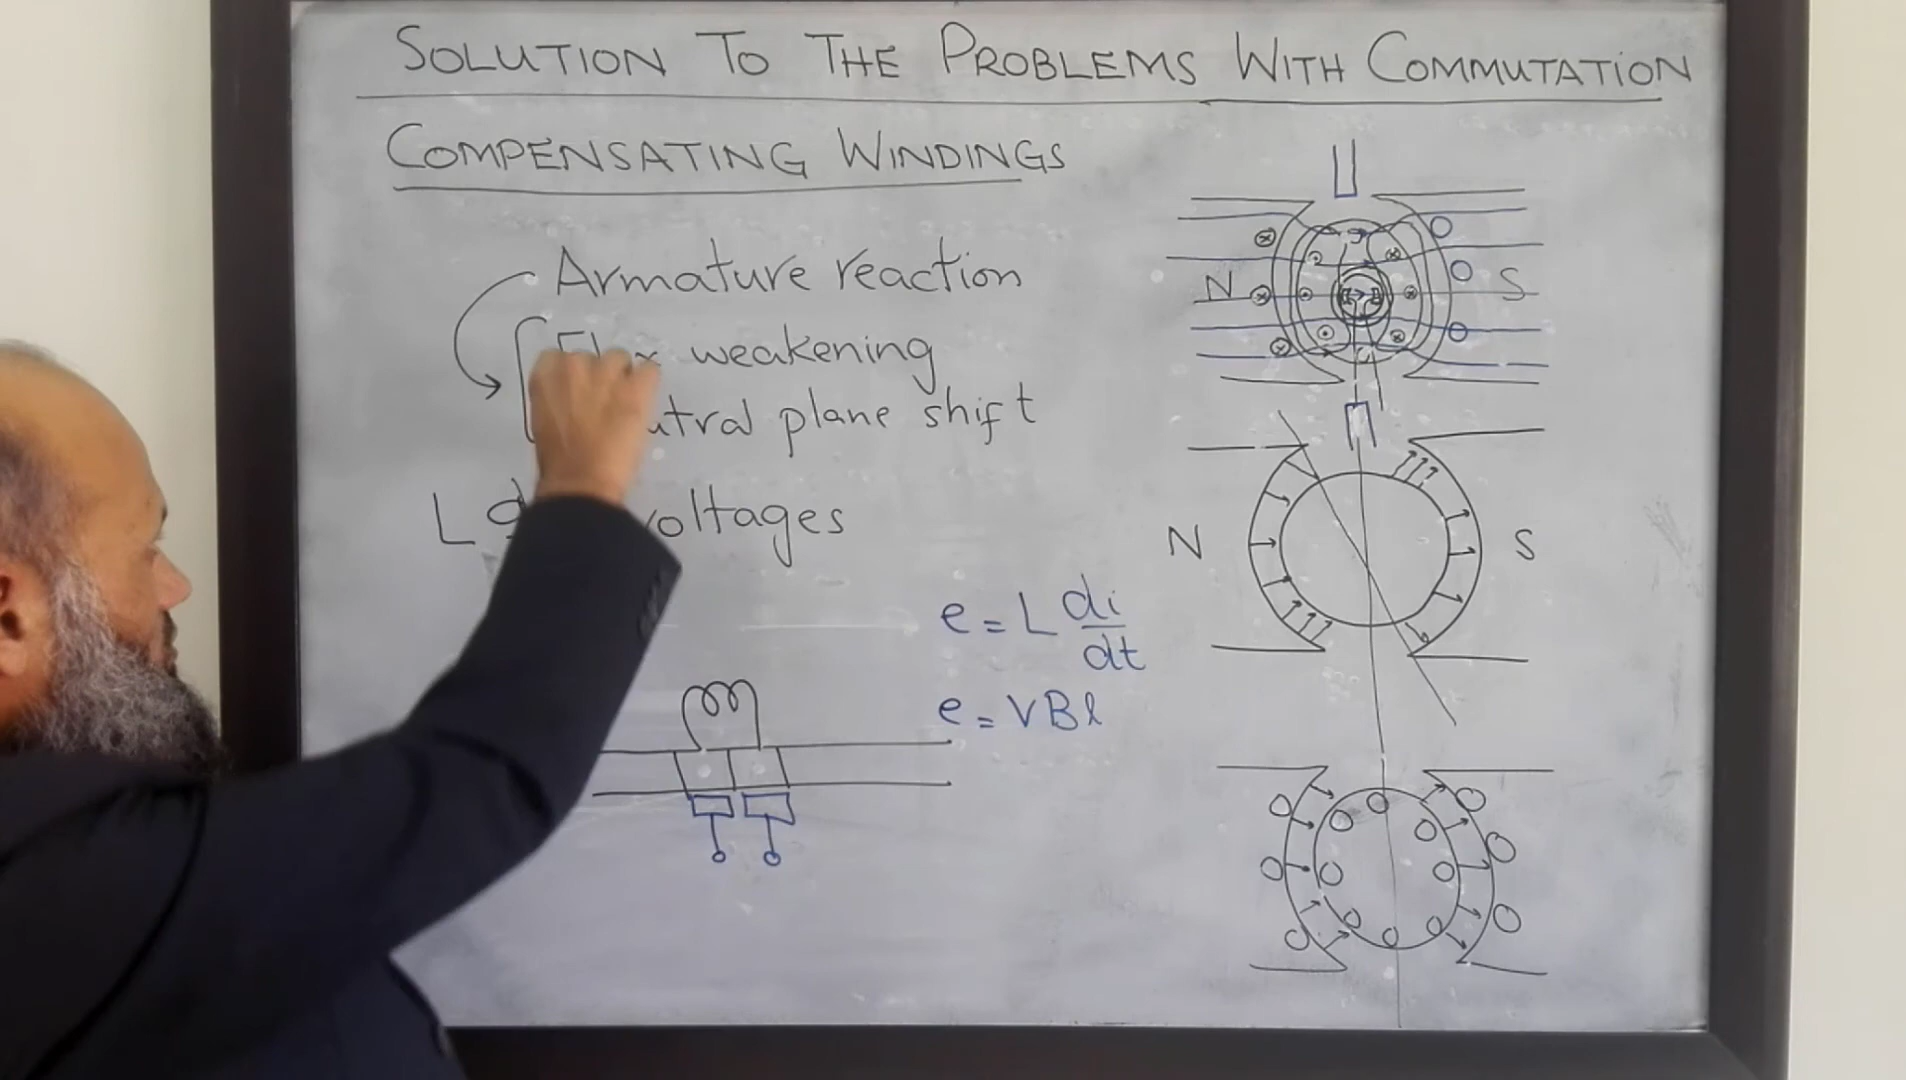 SOLUTION TO THE PROBLEMS WITH COMMUTATION
COMPENSATING WINDINGS
Armature reaction
weakening
plane shift
L voltages
e = L di/dt
e = VBl
N S
N S